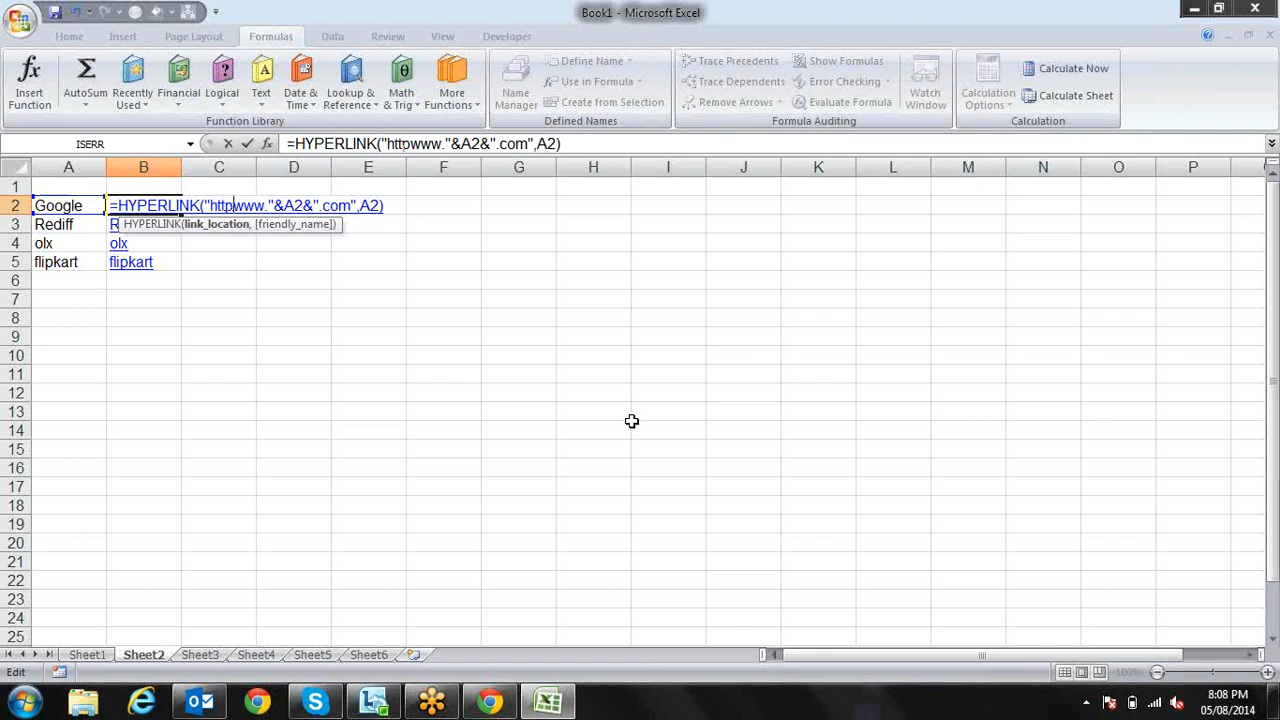 Book1 - Microsoft Excel
Home Insert Page Layout Formulas Data Review View Developer
Insert Function
AutoSum
Recently Used
Financial
Logical
Text
Date & Time
Lookup & Reference
Math & Trig
More Functions
Function Library
Name Manager
Define Name
Use in Formula
Create from Selection
Defined Names
Trace Precedents
Trace Dependents
Remove Arrows
Show Formulas
Error Checking
Evaluate Formula
Formula Auditing
Watch Window
Calculation Options
Calculate Now
Calculate Sheet
Calculation
ISERR
=HYPERLINK("httpwww."&A2&".com",A2)
A B C D E F G H I J K L M N O P
1
2 Google =HYPERLINK("httpwww."&A2&".com",A2)
HYPERLINK(link_location, [friendly_name])
3 Rediff R
4 olx olx
5 flipkart flipkart
6
7
8
9
10
11
12
13
14
15
16
17
18
19
20
21
22
23
24
25
Sheet1 Sheet2 Sheet3 Sheet4 Sheet5 Sheet6
Edit
100%
8:08 PM
05/08/2014